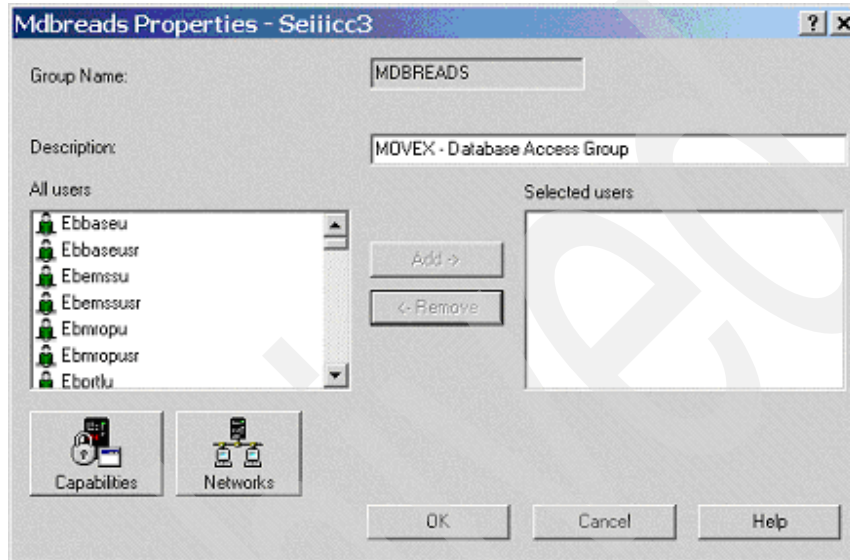 Mdbreads Properties - Seiiicc3
Group Name:
MDBREADS
Description:
MOVEX - Database Access Group
All users
Selected users
Ebbaseu
Ebbaseusr
Ebemssu
Ebemssusr
Ebmropu
Ebmropusr
Ebortlu
Add ->
<- Remove
Capabilities
Networks
OK
Cancel
Help